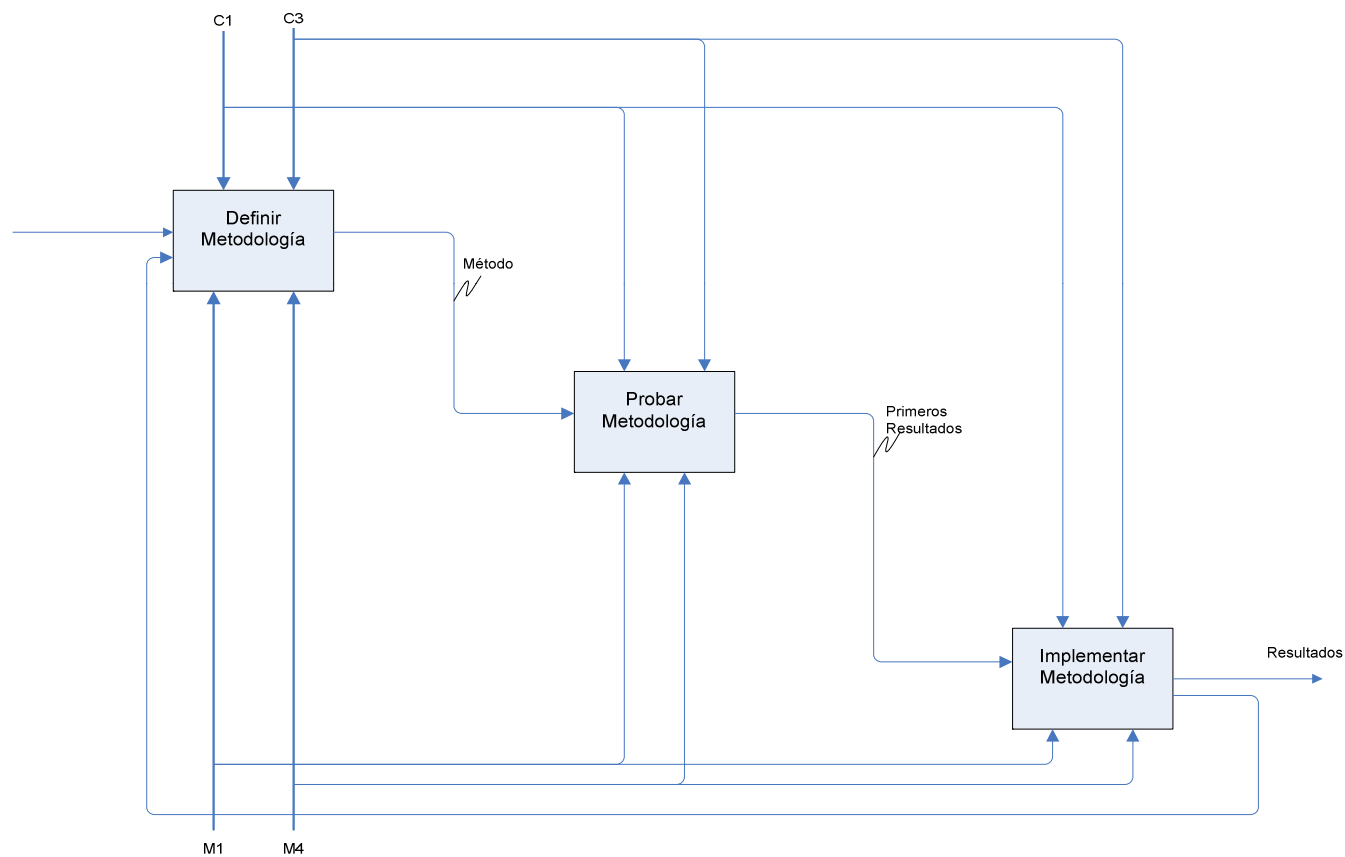 C1
C3
Definir
Metodología
Método
Probar
Metodología
Primeros
Resultados
Implementar
Metodología
Resultados
M1
M4